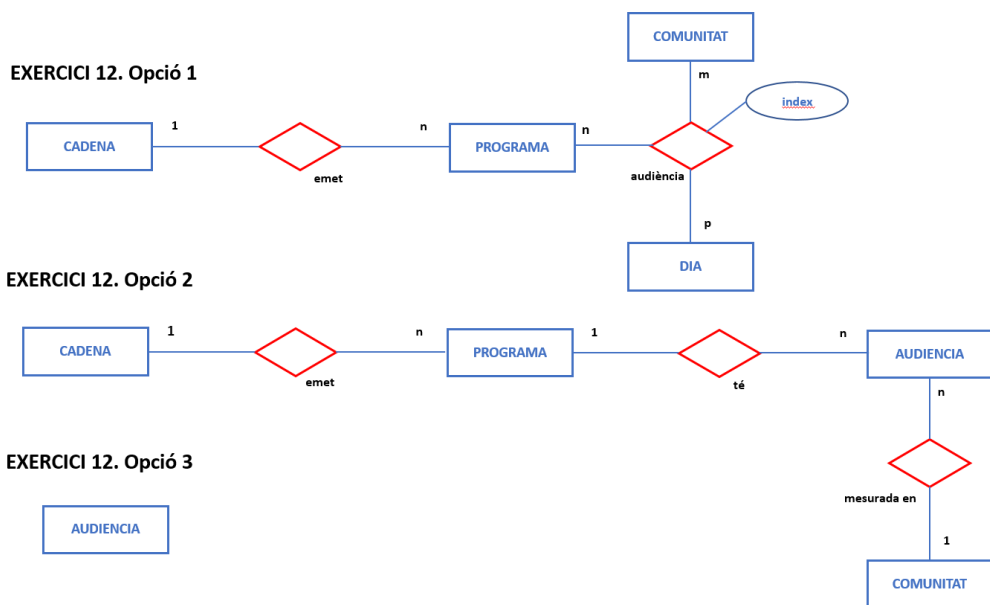 COMUNITAT
EXERCICI 12. Opció 1
m
index
1
n
n
CADENA
PROGRAMA
emet
audiència
p
DIA
EXERCICI 12. Opció 2
1
n
1
n
CADENA
PROGRAMA
AUDIENCIA
emet
té
n
EXERCICI 12. Opció 3
mesurada en
AUDIENCIA
1
COMUNITAT